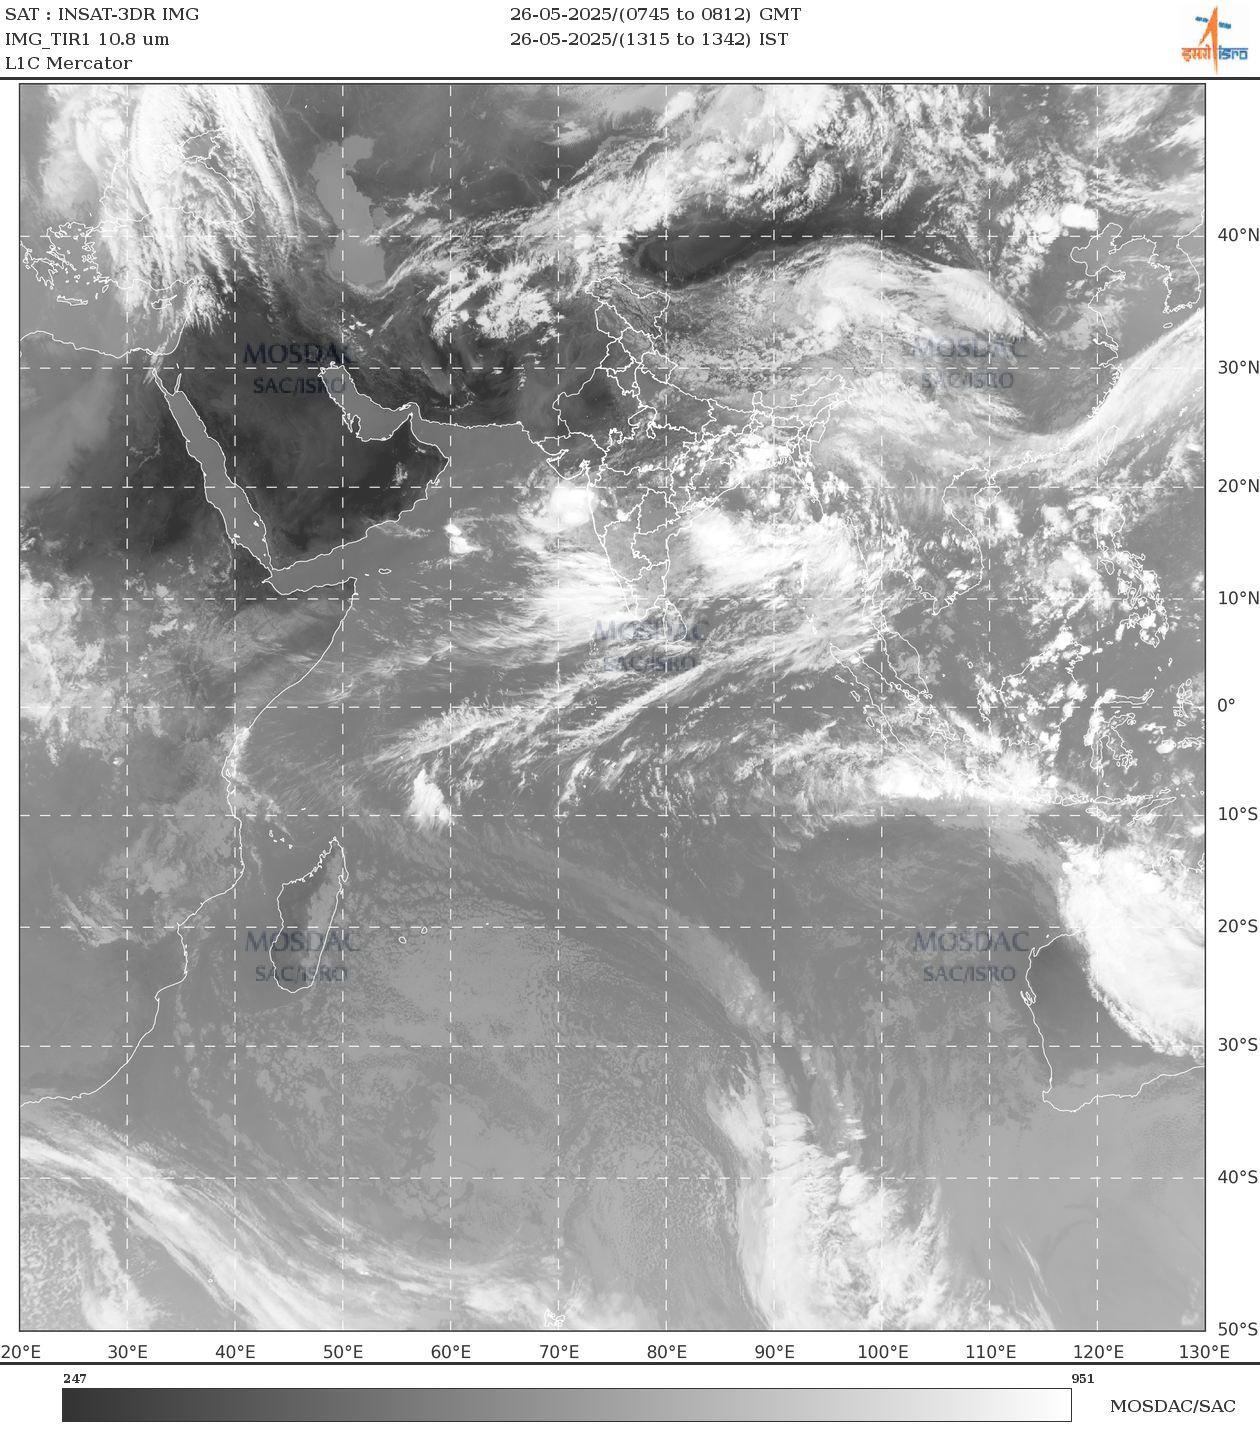 SAT : INSAT-3DR IMG
26-05-2025/(0745 to 0812) GMT
IMG_TIR1 10.8 um
26-05-2025/(1315 to 1342) IST
L1C Mercator
इसरो isro
40°N
MOSDAC
SAC/ISRO
MOSDAC
SAC/ISRO
30°N
20°N
10°N
MOSDAC
SAC/ISRO
0°
10°S
20°S
MOSDAC
SAC/ISRO
MOSDAC
SAC/ISRO
30°S
40°S
50°S
20°E 30°E 40°E 50°E 60°E 70°E 80°E 90°E 100°E 110°E 120°E 130°E
247
951
MOSDAC/SAC